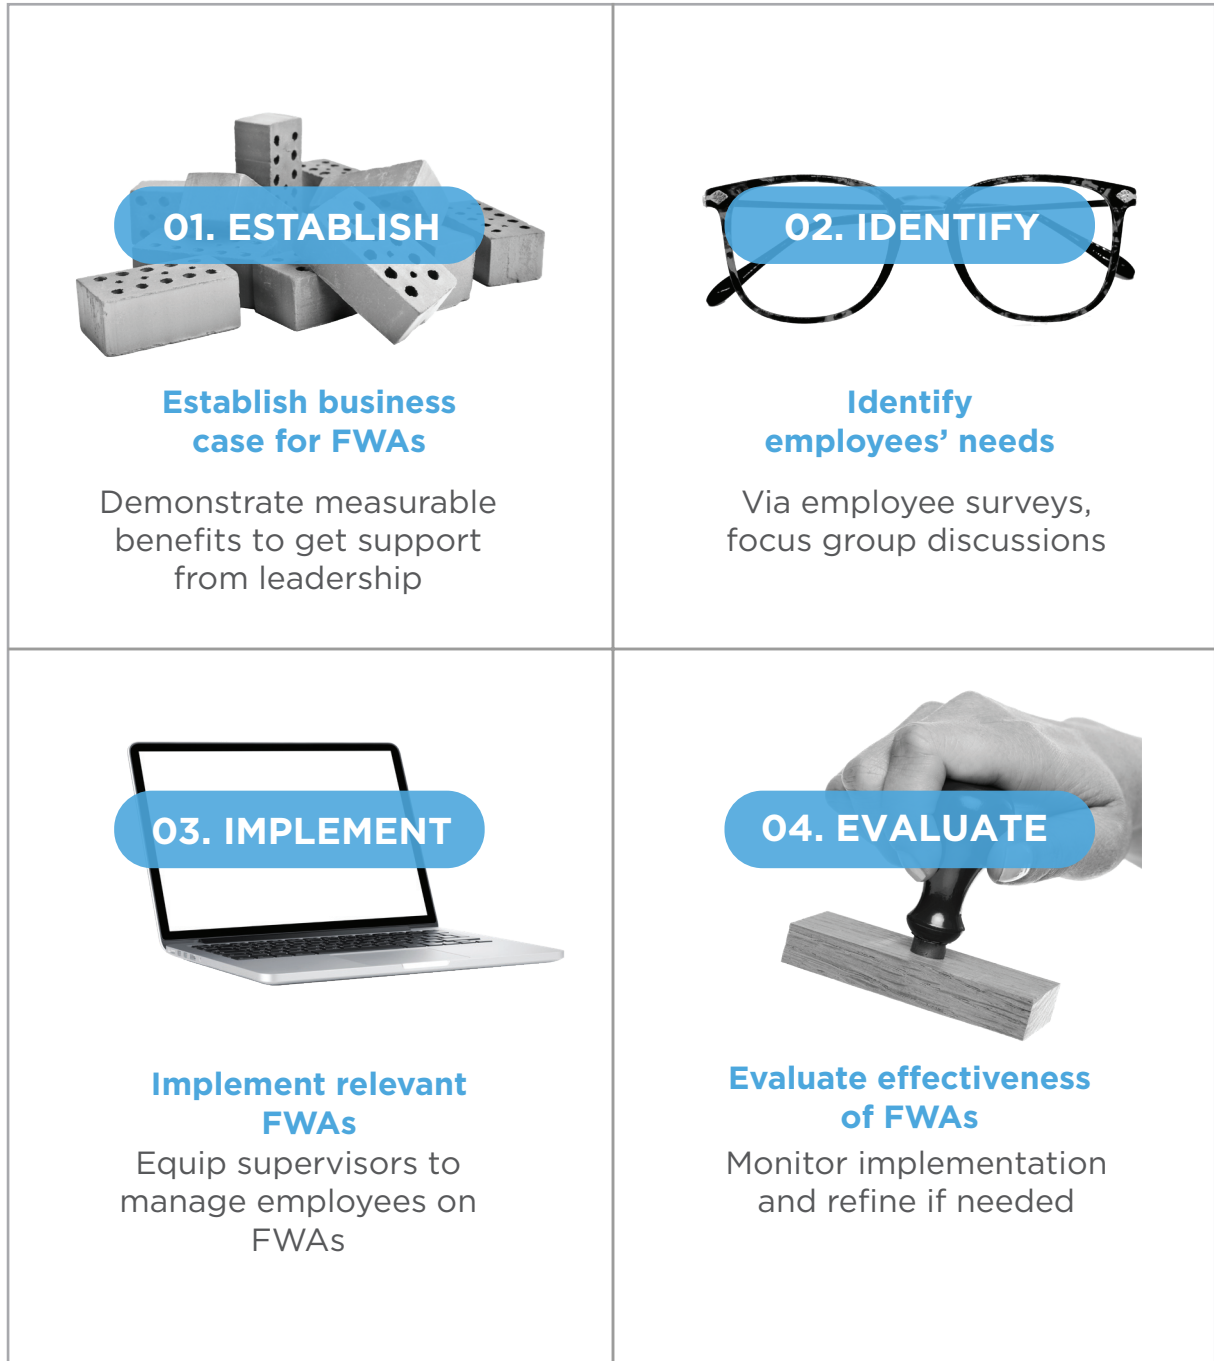 01. ESTABLISH
Establish business
case for FWAs
Demonstrate measurable
benefits to get support
from leadership
02. IDENTIFY
Identify
employees’ needs
Via employee surveys,
focus group discussions
03. IMPLEMENT
Implement relevant
FWAs
Equip supervisors to
manage employees on
FWAs
04. EVALUATE
Evaluate effectiveness
of FWAs
Monitor implementation
and refine if needed